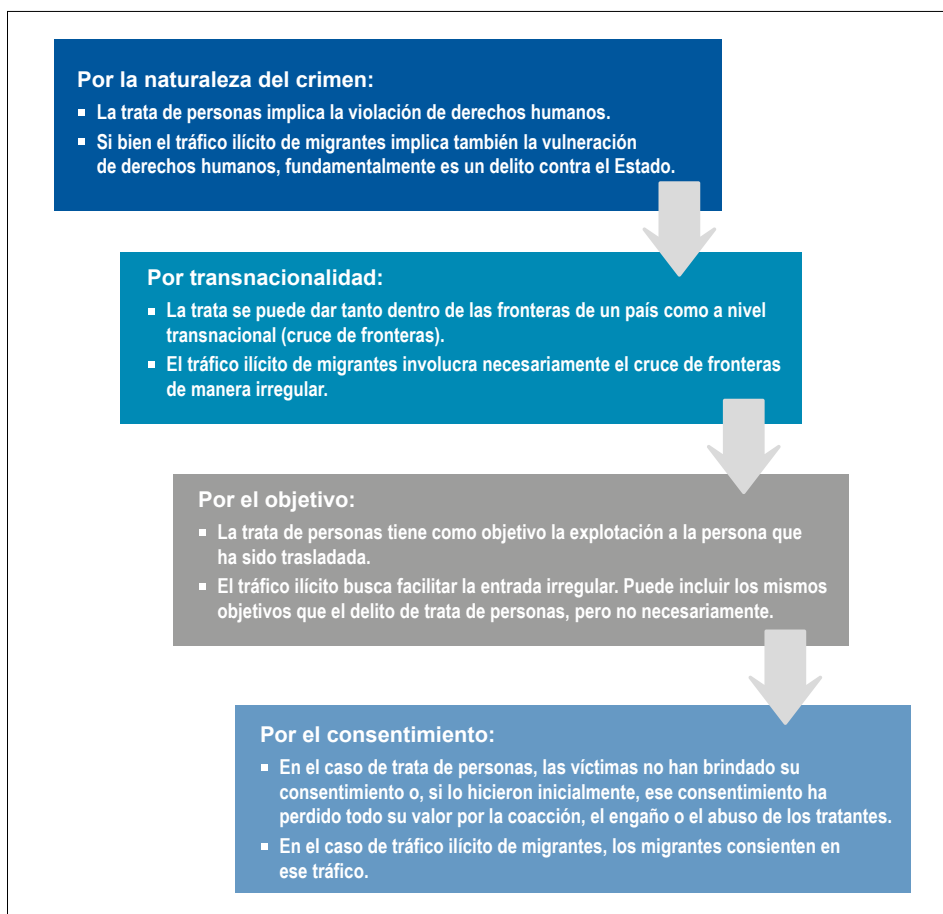 Por la naturaleza del crimen:
▪ La trata de personas implica la violación de derechos humanos.
▪ Si bien el tráfico ilícito de migrantes implica también la vulneración
de derechos humanos, fundamentalmente es un delito contra el Estado.
Por transnacionalidad:
▪ La trata se puede dar tanto dentro de las fronteras de un país como a nivel
transnacional (cruce de fronteras).
▪ El tráfico ilícito de migrantes involucra necesariamente el cruce de fronteras
de manera irregular.
Por el objetivo:
▪ La trata de personas tiene como objetivo la explotación a la persona que
ha sido trasladada.
▪ El tráfico ilícito busca facilitar la entrada irregular. Puede incluir los mismos
objetivos que el delito de trata de personas, pero no necesariamente.
Por el consentimiento:
▪ En el caso de trata de personas, las víctimas no han brindado su
consentimiento o, si lo hicieron inicialmente, ese consentimiento ha
perdido todo su valor por la coacción, el engaño o el abuso de los tratantes.
▪ En el caso de tráfico ilícito de migrantes, los migrantes consienten en
ese tráfico.